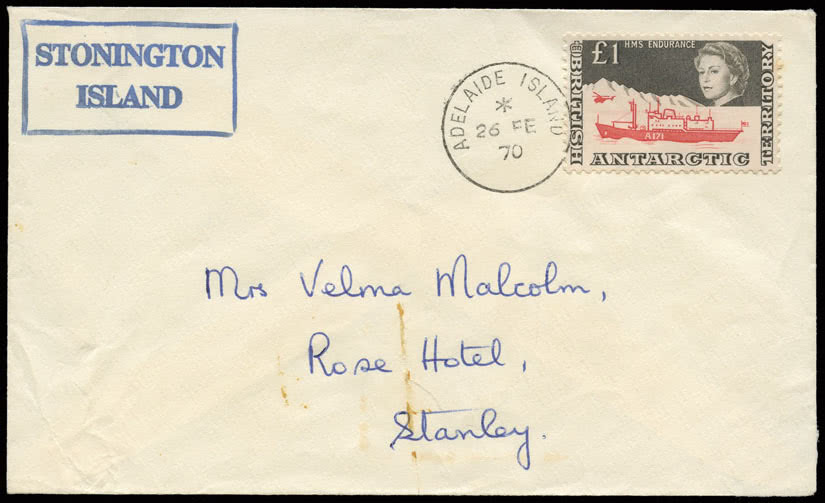 STONINGTON
ISLAND
ADELAIDE ISLAND
*
26 FE
70
£1
HMS ENDURANCE
BRITISH
ANTARCTIC
TERRITORY
A171
Mrs Velma Malcolm,
Rose Hotel,
Stanley.